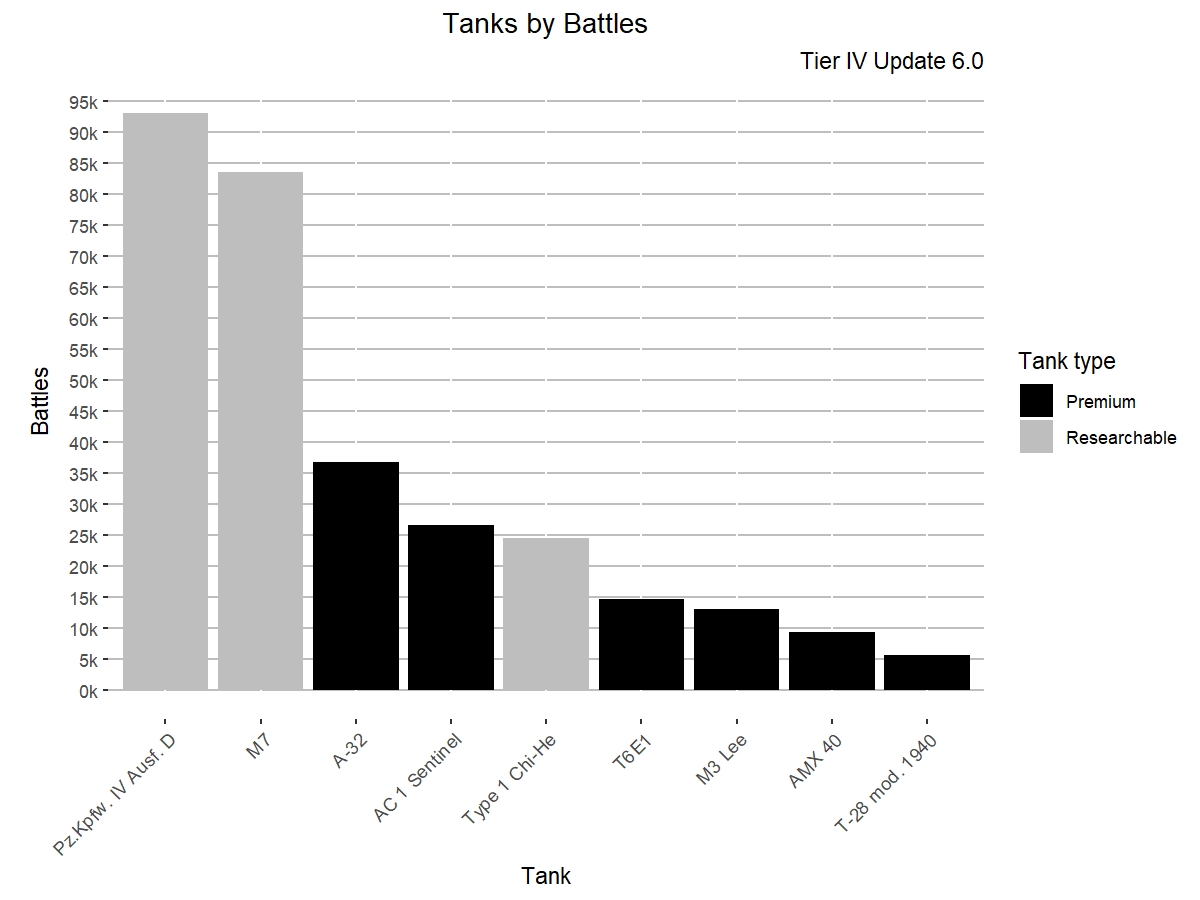 Tanks by Battles
Tier IV Update 6.0
Battles
95k
90k
85k
80k
75k
70k
65k
60k
55k
50k
45k
40k
35k
30k
25k
20k
15k
10k
5k
0k
Pz.Kpfw. IV Ausf. D
M7
A-32
AC 1 Sentinel
Type 1 Chi-He
T6E1
M3 Lee
AMX 40
T-28 mod. 1940
Tank
Tank type
Premium
Researchable